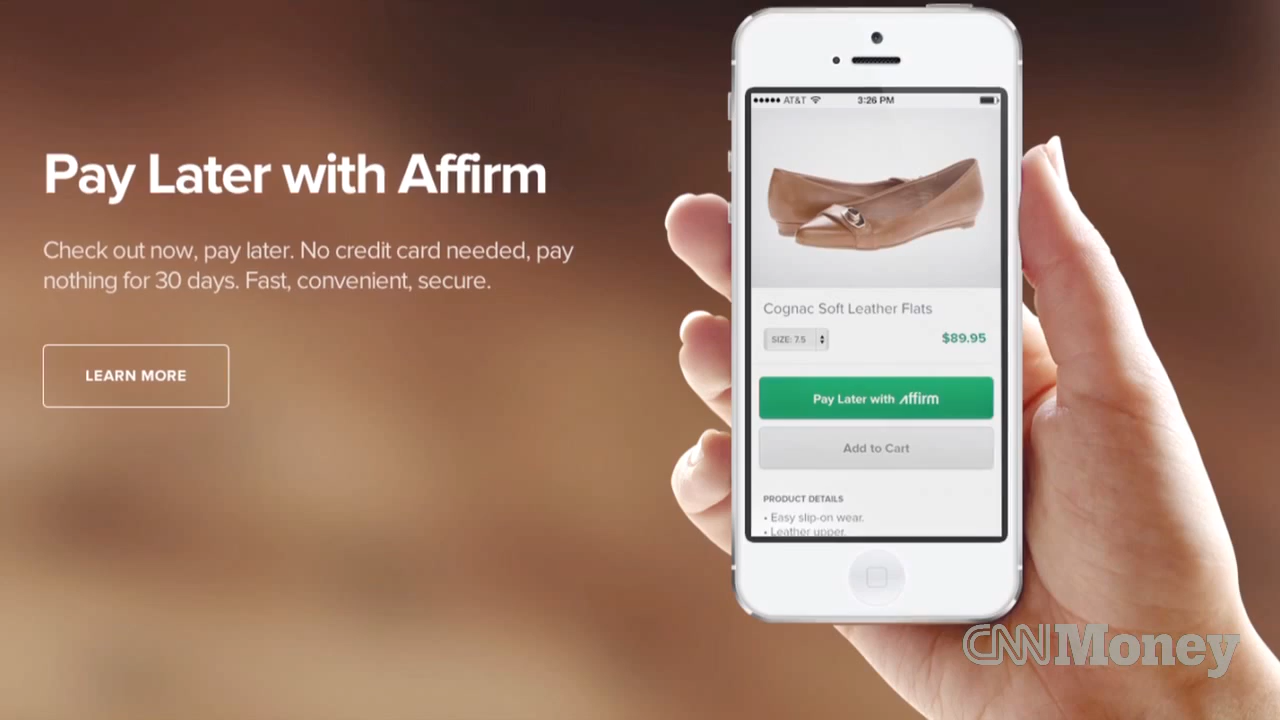 Pay Later with Affirm
Check out now, pay later. No credit card needed, pay
nothing for 30 days. Fast, convenient, secure.
LEARN MORE
AT&T 3:26 PM
Cognac Soft Leather Flats
SIZE: 7.5 $89.95
Pay Later with affirm
Add to Cart
PRODUCT DETAILS
• Easy slip-on wear.
• Leather upper.
CNNMoney